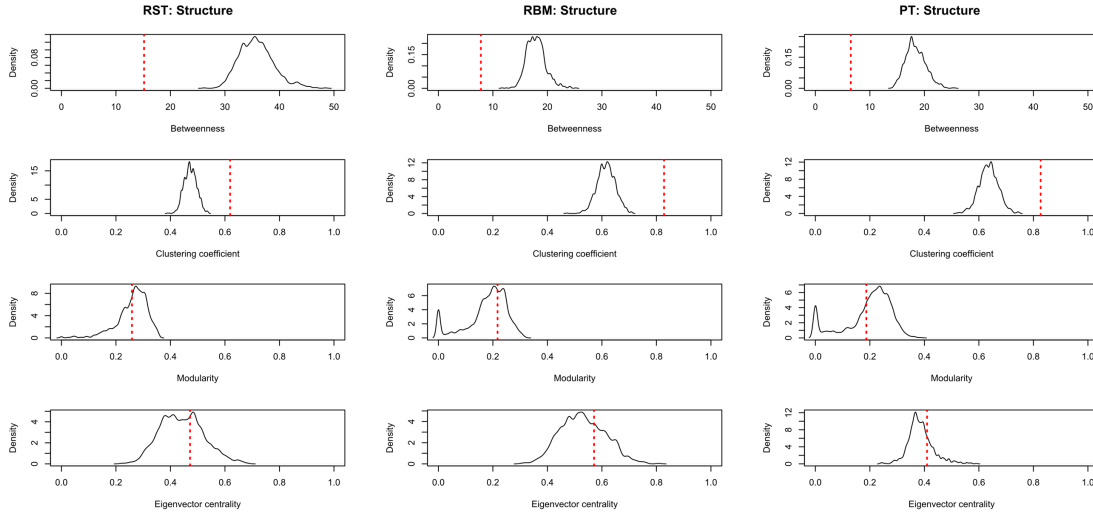 RST: Structure
RBM: Structure
PT: Structure
Density
0.00 0.08
0 10 20 30 40 50
Betweenness
Density
0.00 0.15
0 10 20 30 40 50
Betweenness
Density
0.00 0.15
0 10 20 30 40 50
Betweenness
Density
0 5 15
0.0 0.2 0.4 0.6 0.8 1.0
Clustering coefficient
Density
0 4 8 12
0.0 0.2 0.4 0.6 0.8 1.0
Clustering coefficient
Density
0 4 8 12
0.0 0.2 0.4 0.6 0.8 1.0
Clustering coefficient
Density
0 4 8
0.0 0.2 0.4 0.6 0.8 1.0
Modularity
Density
0 2 4 6
0.0 0.2 0.4 0.6 0.8 1.0
Modularity
Density
0 2 4 6
0.0 0.2 0.4 0.6 0.8 1.0
Modularity
Density
0 2 4
0.0 0.2 0.4 0.6 0.8 1.0
Eigenvector centrality
Density
0 2 4
0.0 0.2 0.4 0.6 0.8 1.0
Eigenvector centrality
Density
0 4 8 12
0.0 0.2 0.4 0.6 0.8 1.0
Eigenvector centrality